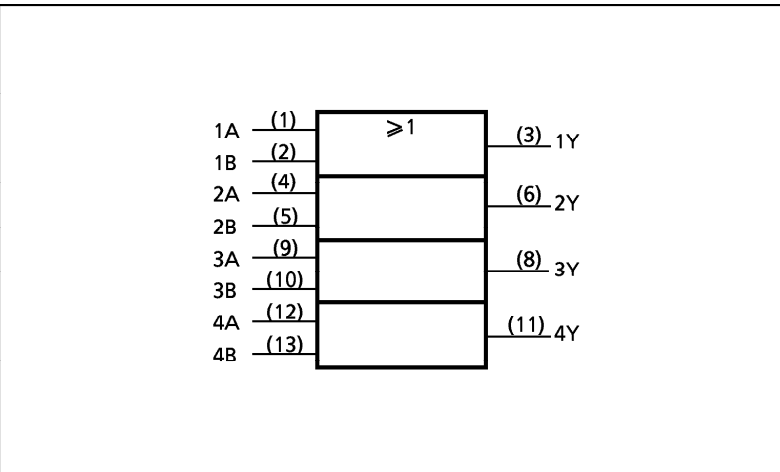 1A (1) ⩾1 (3) 1Y
1B (2)
2A (4) (6) 2Y
2B (5)
3A (9) (8) 3Y
3B (10)
4A (12) (11) 4Y
4B (13)